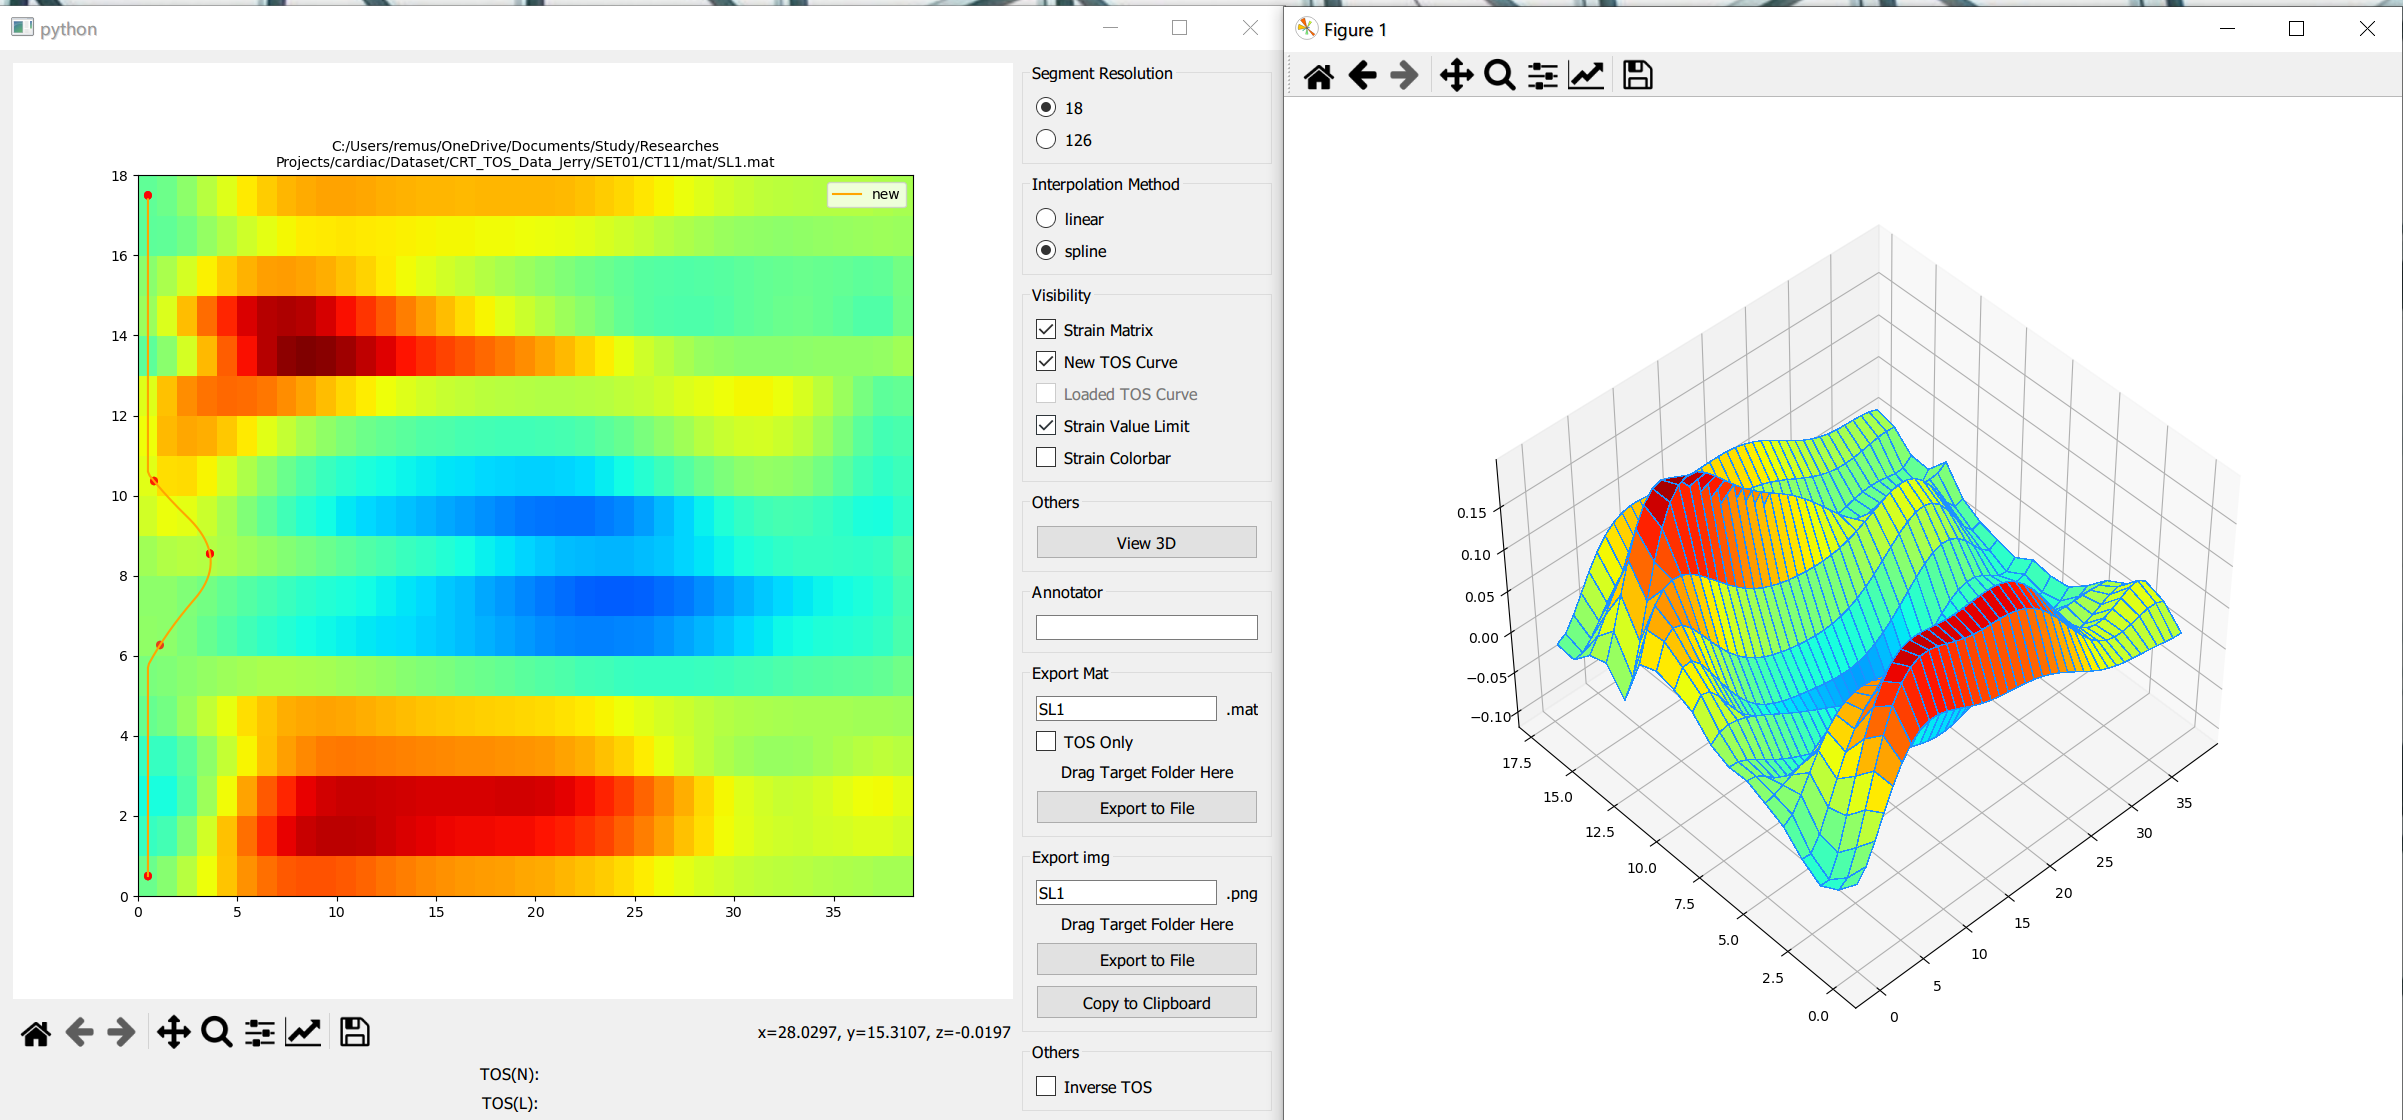 python
C:/Users/remus/OneDrive/Documents/Study/Researches
Projects/cardiac/Dataset/CRT_TOS_Data_Jerry/SET01/CT11/mat/SL1.mat
new
18
16
14
12
10
8
6
4
2
0
0 5 10 15 20 25 30 35
x=28.0297, y=15.3107, z=-0.0197
TOS(N):
TOS(L):
Segment Resolution
18
126
Interpolation Method
linear
spline
Visibility
Strain Matrix
New TOS Curve
Loaded TOS Curve
Strain Value Limit
Strain Colorbar
Others
View 3D
Annotator
Export Mat
SL1 .mat
TOS Only
Drag Target Folder Here
Export to File
Export img
SL1 .png
Drag Target Folder Here
Export to File
Copy to Clipboard
Others
Inverse TOS
Figure 1
0.15
0.10
0.05
0.00
−0.05
−0.10
17.5
15.0
12.5
10.0
7.5
5.0
2.5
0.0
0
5
10
15
20
25
30
35